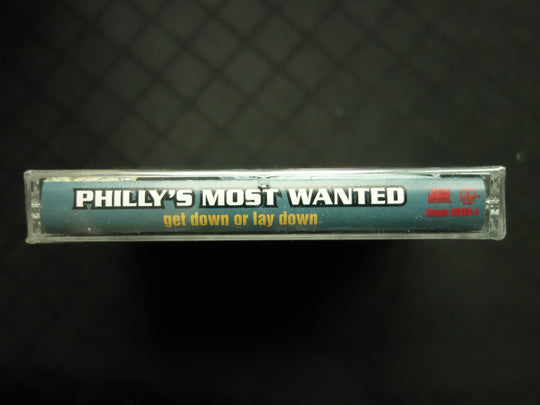 PHILLY'S MOST WANTED
get down or lay down